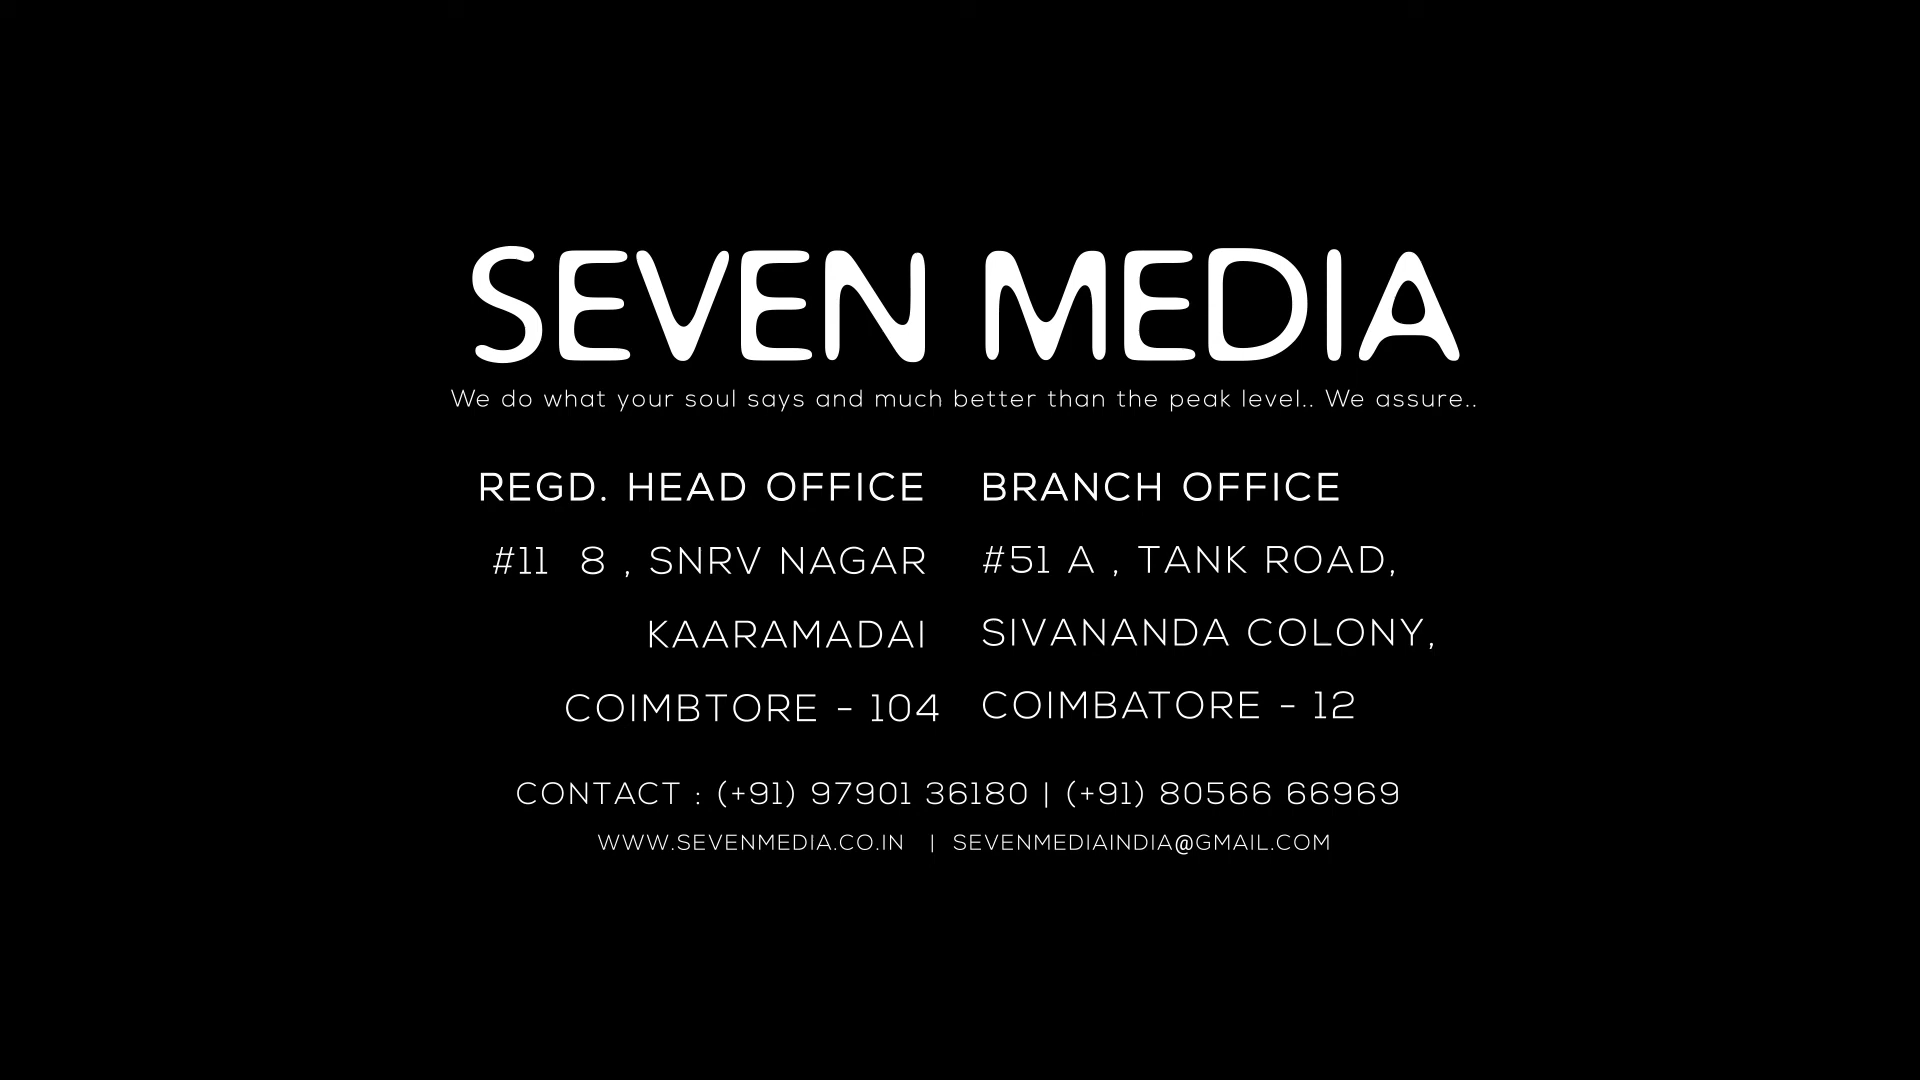 SEVEN MEDIA
We do what your soul says and much better than the peak level.. We assure..
REGD. HEAD OFFICE
#11 8 , SNRV NAGAR
KAARAMADAI
COIMBTORE - 104
BRANCH OFFICE
#51 A , TANK ROAD,
SIVANANDA COLONY,
COIMBATORE - 12
CONTACT : (+91) 97901 36180 | (+91) 80566 66969
WWW.SEVENMEDIA.CO.IN | SEVENMEDIAINDIA@GMAIL.COM